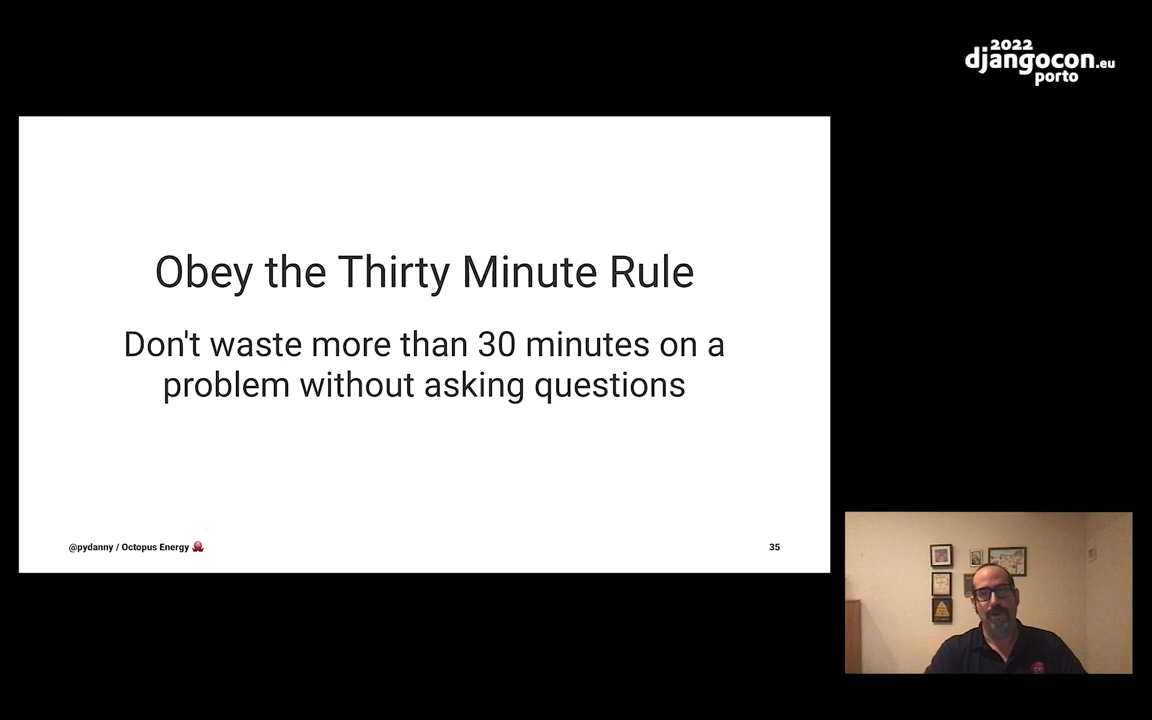 2022
djangocon.eu
porto
Obey the Thirty Minute Rule
Don't waste more than 30 minutes on a
problem without asking questions
@pydanny / Octopus Energy 🐙
35